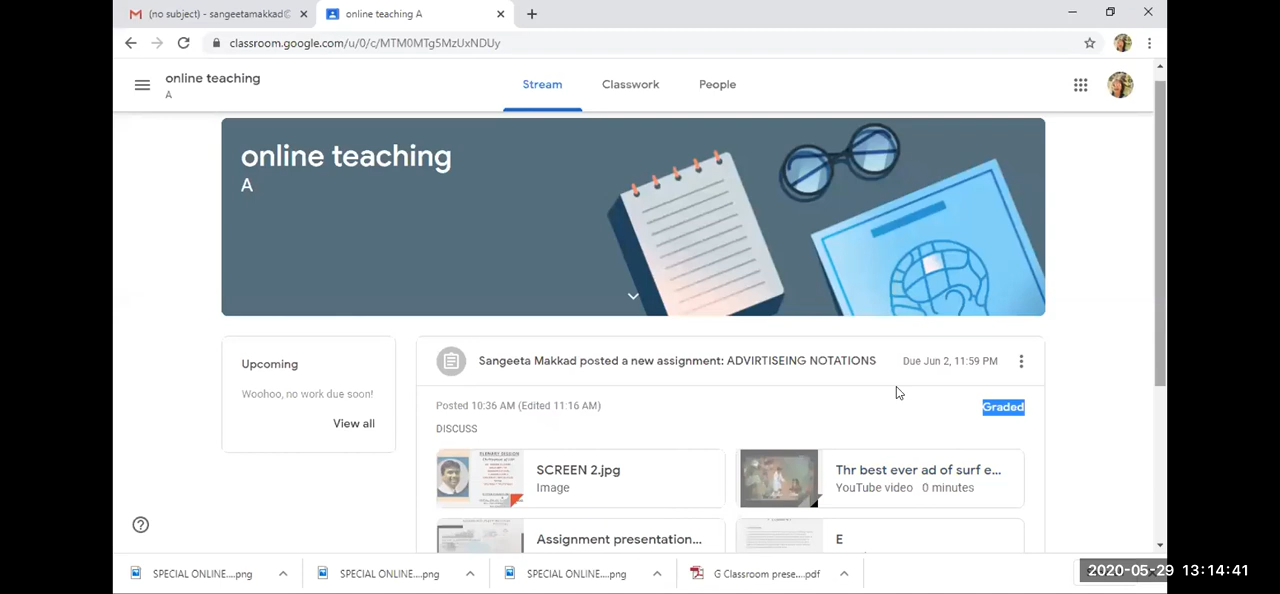 (no subject) - sangeetamakkad@
online teaching A
classroom.google.com/u/0/c/MTM0MTg5MzUxNDUy
online teaching
A
Stream
Classwork
People
online teaching
A
Upcoming
Woohoo, no work due soon!
View all
Sangeeta Makkad posted a new assignment: ADVIRTISEING NOTATIONS
Due Jun 2, 11:59 PM
Posted 10:36 AM (Edited 11:16 AM)
Graded
DISCUSS
SCREEN 2.jpg
Image
Thr best ever ad of surf e...
YouTube video 0 minutes
Assignment presentation...
E
SPECIAL ONLINE....png
SPECIAL ONLINE....png
SPECIAL ONLINE....png
G Classroom prese....pdf
2020-05-29 13:14:41